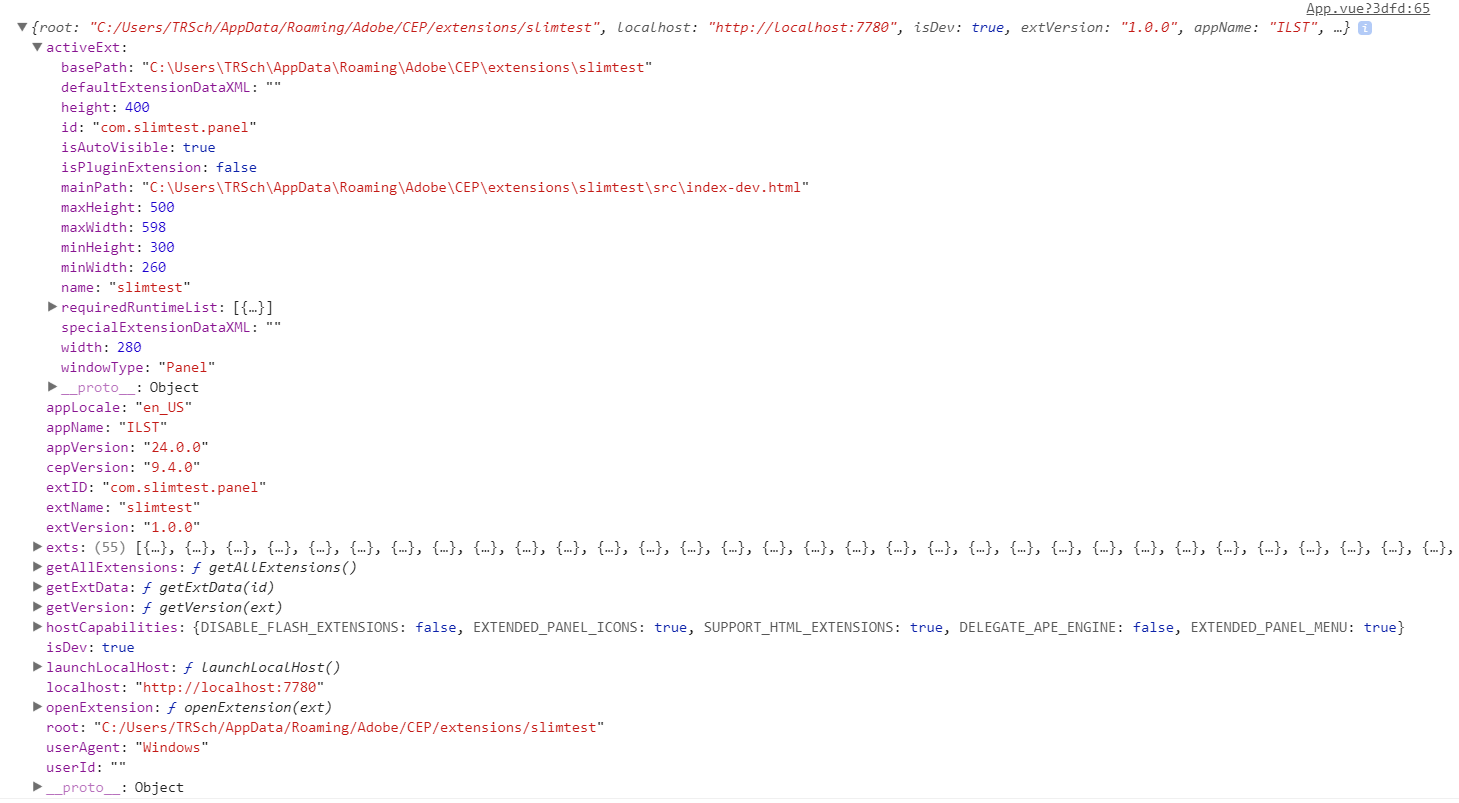 App.vue?3dfd:65
▼{root: "C:/Users/TRSch/AppData/Roaming/Adobe/CEP/extensions/slimtest", localhost: "http://localhost:7780", isDev: true, extVersion: "1.0.0", appName: "ILST", …} i
▼activeExt:
basePath: "C:\Users\TRSch\AppData\Roaming\Adobe\CEP\extensions\slimtest"
defaultExtensionDataXML: ""
height: 400
id: "com.slimtest.panel"
isAutoVisible: true
isPluginExtension: false
mainPath: "C:\Users\TRSch\AppData\Roaming\Adobe\CEP\extensions\slimtest\src\index-dev.html"
maxHeight: 500
maxWidth: 598
minHeight: 300
minWidth: 260
name: "slimtest"
▶requiredRuntimeList: [{…}]
specialExtensionDataXML: ""
width: 280
windowType: "Panel"
▶__proto__: Object
appLocale: "en_US"
appName: "ILST"
appVersion: "24.0.0"
cepVersion: "9.4.0"
extID: "com.slimtest.panel"
extName: "slimtest"
extVersion: "1.0.0"
▶exts: (55) [{…}, {…}, {…}, {…}, {…}, {…}, {…}, {…}, {…}, {…}, {…}, {…}, {…}, {…}, {…}, {…}, {…}, {…}, {…}, {…}, {…}, {…}, {…}, {…}, {…}, {…}, {…}, {…}, {…}, {…}, {…}, {…},
▶getAllExtensions: ƒ getAllExtensions()
▶getExtData: ƒ getExtData(id)
▶getVersion: ƒ getVersion(ext)
▶hostCapabilities: {DISABLE_FLASH_EXTENSIONS: false, EXTENDED_PANEL_ICONS: true, SUPPORT_HTML_EXTENSIONS: true, DELEGATE_APE_ENGINE: false, EXTENDED_PANEL_MENU: true}
isDev: true
▶launchLocalHost: ƒ launchLocalHost()
localhost: "http://localhost:7780"
▶openExtension: ƒ openExtension(ext)
root: "C:/Users/TRSch/AppData/Roaming/Adobe/CEP/extensions/slimtest"
userAgent: "Windows"
userId: ""
▶__proto__: Object